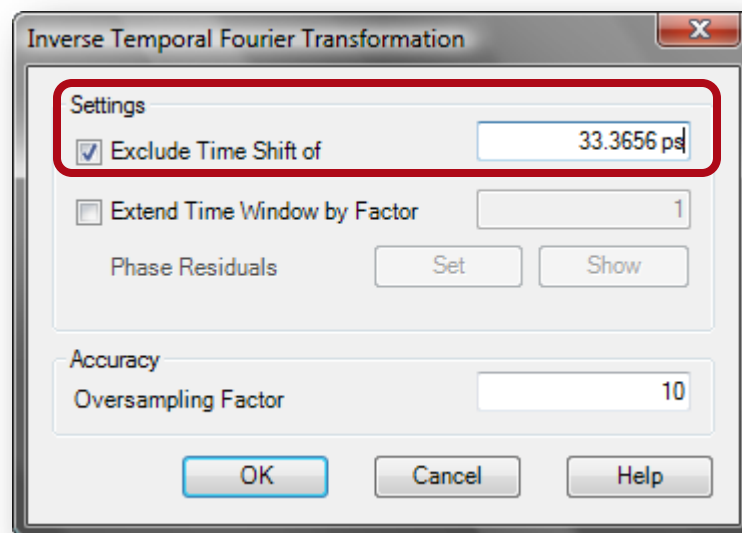 Inverse Temporal Fourier Transformation
Settings
Exclude Time Shift of 33.3656 ps
Extend Time Window by Factor 1
Phase Residuals Set Show
Accuracy
Oversampling Factor 10
OK Cancel Help